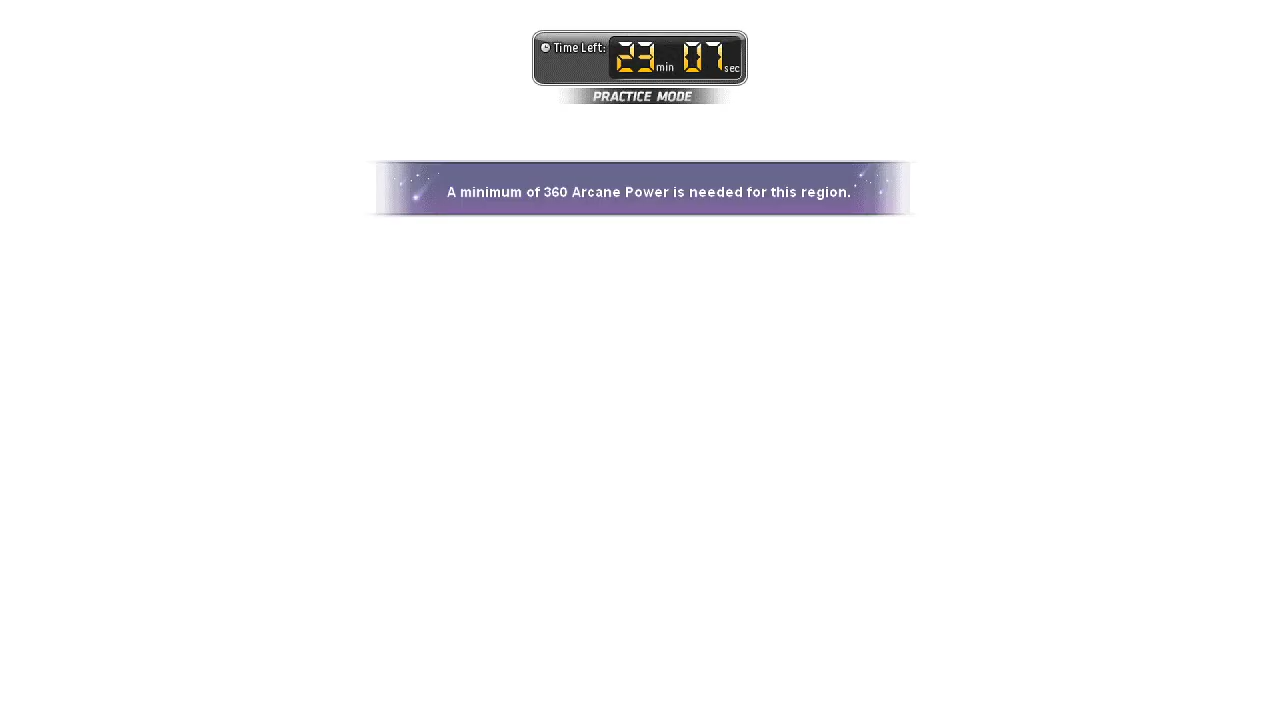 Time Left: 23 min 07 sec
PRACTICE MODE
A minimum of 360 Arcane Power is needed for this region.